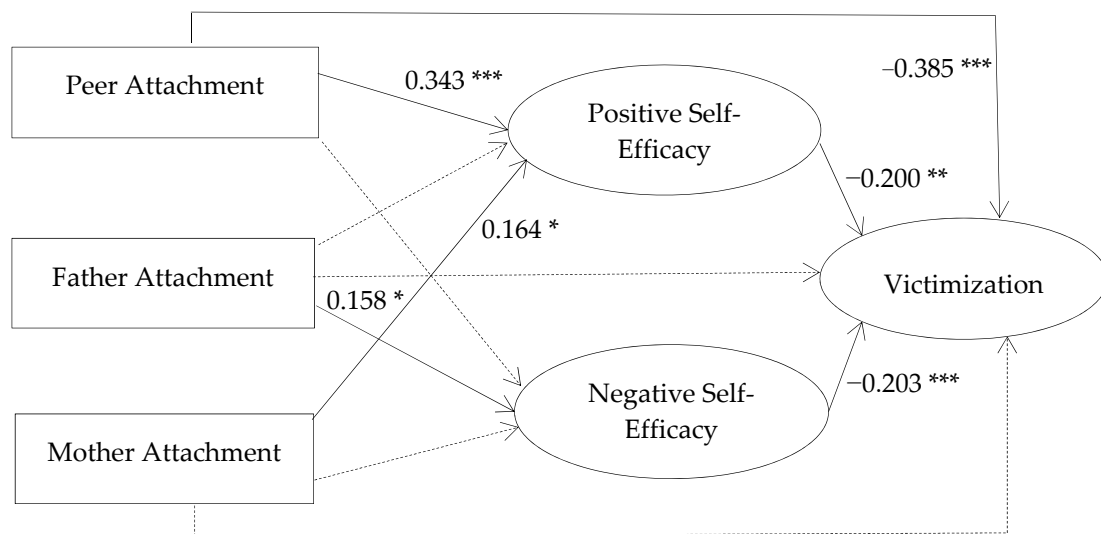 Peer Attachment
0.343 ***
Positive Self-
Efficacy
–0.385 ***
−0.200 **
0.164 *
Father Attachment
0.158 *
Victimization
Negative Self-
Efficacy
−0.203 ***
Mother Attachment